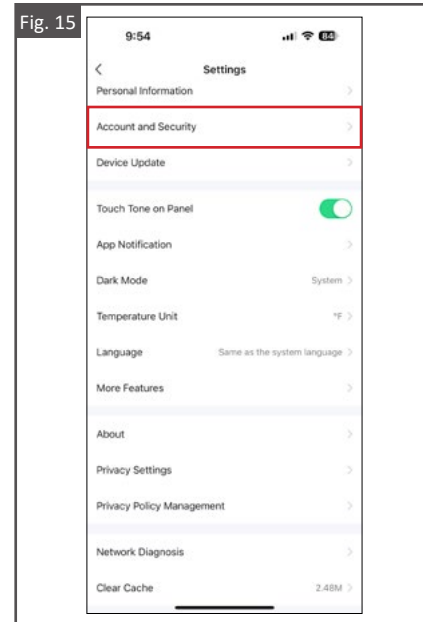 Fig. 15
9:54 84
Settings
Personal Information
Account and Security
Device Update
Touch Tone on Panel
App Notification
Dark Mode System
Temperature Unit °F
Language Same as the system language
More Features
About
Privacy Settings
Privacy Policy Management
Network Diagnosis
Clear Cache 2.48M